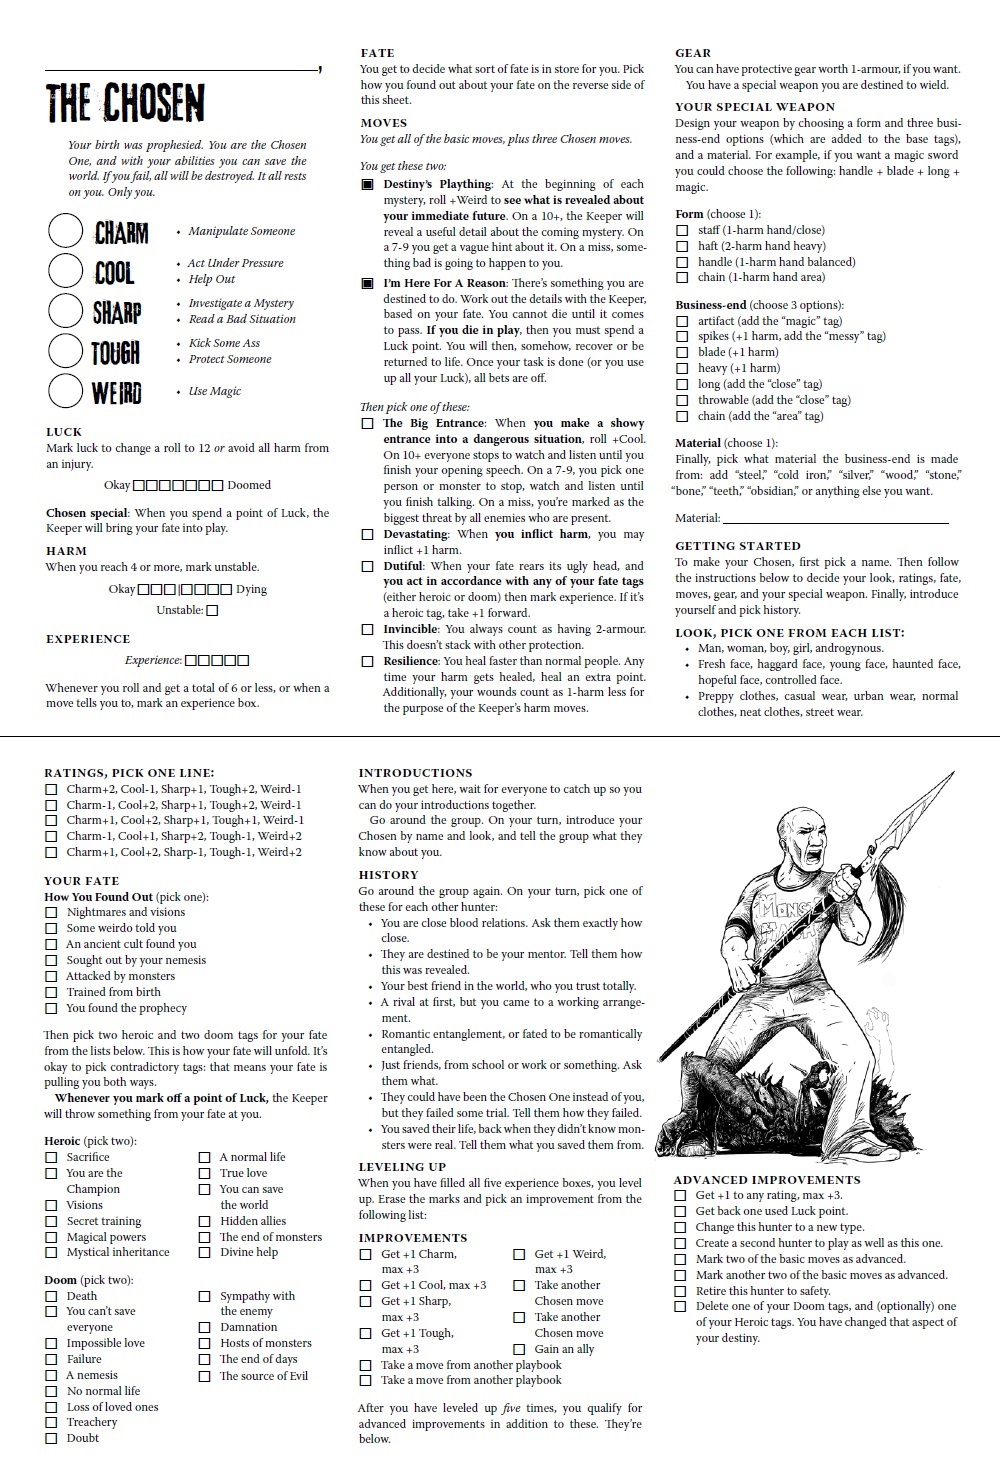 ,
THE CHOSEN
Your birth was prophesied. You are the Chosen
One, and with your abilities you can save the
world. If you fail, all will be destroyed. It all rests
on you. Only you.
CHARM
• Manipulate Someone
COOL
• Act Under Pressure
• Help Out
SHARP
• Investigate a Mystery
• Read a Bad Situation
TOUGH
• Kick Some Ass
• Protect Someone
WEIRD
• Use Magic
LUCK
Mark luck to change a roll to 12 or avoid all harm from
an injury.
Okay □□□□□□□ Doomed
Chosen special: When you spend a point of Luck, the
Keeper will bring your fate into play.
HARM
When you reach 4 or more, mark unstable.
Okay □□□|□□□□ Dying
Unstable: □
EXPERIENCE
Experience: □□□□□
Whenever you roll and get a total of 6 or less, or when a
move tells you to, mark an experience box.
FATE
You get to decide what sort of fate is in store for you. Pick
how you found out about your fate on the reverse side of
this sheet.
MOVES
You get all of the basic moves, plus three Chosen moves.
You get these two:
▣ Destiny's Plaything: At the beginning of each
mystery, roll +Weird to see what is revealed about
your immediate future. On a 10+, the Keeper will
reveal a useful detail about the coming mystery. On
a 7-9 you get a vague hint about it. On a miss, some-
thing bad is going to happen to you.
▣ I'm Here For A Reason: There's something you are
destined to do. Work out the details with the Keeper,
based on your fate. You cannot die until it comes
to pass. If you die in play, then you must spend a
Luck point. You will then, somehow, recover or be
returned to life. Once your task is done (or you use
up all your Luck), all bets are off.
Then pick one of these:
□ The Big Entrance: When you make a showy
entrance into a dangerous situation, roll +Cool.
On 10+ everyone stops to watch and listen until you
finish your opening speech. On a 7-9, you pick one
person or monster to stop, watch and listen until
you finish talking. On a miss, you're marked as the
biggest threat by all enemies who are present.
□ Devastating: When you inflict harm, you may
inflict +1 harm.
□ Dutiful: When your fate rears its ugly head, and
you act in accordance with any of your fate tags
(either heroic or doom) then mark experience. If it's
a heroic tag, take +1 forward.
□ Invincible: You always count as having 2-armour.
This doesn't stack with other protection.
□ Resilience: You heal faster than normal people. Any
time your harm gets healed, heal an extra point.
Additionally, your wounds count as 1-harm less for
the purpose of the Keeper's harm moves.
GEAR
You can have protective gear worth 1-armour, if you want.
You have a special weapon you are destined to wield.
YOUR SPECIAL WEAPON
Design your weapon by choosing a form and three busi-
ness-end options (which are added to the base tags),
and a material. For example, if you want a magic sword
you could choose the following: handle + blade + long +
magic.
Form (choose 1):
□ staff (1-harm hand/close)
□ haft (2-harm hand heavy)
□ handle (1-harm hand balanced)
□ chain (1-harm hand area)
Business-end (choose 3 options):
□ artifact (add the “magic” tag)
□ spikes (+1 harm, add the “messy” tag)
□ blade (+1 harm)
□ heavy (+1 harm)
□ long (add the “close” tag)
□ throwable (add the “close” tag)
□ chain (add the “area” tag)
Material (choose 1):
Finally, pick what material the business-end is made
from: add “steel,” “cold iron,” “silver,” “wood,” “stone,”
“bone,” “teeth,” “obsidian,” or anything else you want.
Material:
GETTING STARTED
To make your Chosen, first pick a name. Then follow
the instructions below to decide your look, ratings, fate,
moves, gear, and your special weapon. Finally, introduce
yourself and pick history.
LOOK, PICK ONE FROM EACH LIST:
• Man, woman, boy, girl, androgynous.
• Fresh face, haggard face, young face, haunted face,
hopeful face, controlled face.
• Preppy clothes, casual wear, urban wear, normal
clothes, neat clothes, street wear.
RATINGS, PICK ONE LINE:
□ Charm+2, Cool-1, Sharp+1, Tough+2, Weird-1
□ Charm-1, Cool+2, Sharp+1, Tough+2, Weird-1
□ Charm+1, Cool+2, Sharp+1, Tough+1, Weird-1
□ Charm-1, Cool+1, Sharp+2, Tough-1, Weird+2
□ Charm+1, Cool+2, Sharp-1, Tough-1, Weird+2
YOUR FATE
How You Found Out (pick one):
□ Nightmares and visions
□ Some weirdo told you
□ An ancient cult found you
□ Sought out by your nemesis
□ Attacked by monsters
□ Trained from birth
□ You found the prophecy
Then pick two heroic and two doom tags for your fate
from the lists below. This is how your fate will unfold. It's
okay to pick contradictory tags: that means your fate is
pulling you both ways.
Whenever you mark off a point of Luck, the Keeper
will throw something from your fate at you.
Heroic (pick two):
□ Sacrifice
□ You are the
Champion
□ Visions
□ Secret training
□ Magical powers
□ Mystical inheritance
□ A normal life
□ True love
□ You can save
the world
□ Hidden allies
□ The end of monsters
□ Divine help
Doom (pick two):
□ Death
□ You can't save
everyone
□ Impossible love
□ Failure
□ A nemesis
□ No normal life
□ Loss of loved ones
□ Treachery
□ Doubt
□ Sympathy with
the enemy
□ Damnation
□ Hosts of monsters
□ The end of days
□ The source of Evil
INTRODUCTIONS
When you get here, wait for everyone to catch up so you
can do your introductions together.
Go around the group. On your turn, introduce your
Chosen by name and look, and tell the group what they
know about you.
HISTORY
Go around the group again. On your turn, pick one of
these for each other hunter:
• You are close blood relations. Ask them exactly how
close.
• They are destined to be your mentor. Tell them how
this was revealed.
• Your best friend in the world, who you trust totally.
• A rival at first, but you came to a working arrange-
ment.
• Romantic entanglement, or fated to be romantically
entangled.
• Just friends, from school or work or something. Ask
them what.
• They could have been the Chosen One instead of you,
but they failed some trial. Tell them how they failed.
• You saved their life, back when they didn't know mon-
sters were real. Tell them what you saved them from.
LEVELING UP
When you have filled all five experience boxes, you level
up. Erase the marks and pick an improvement from the
following list:
IMPROVEMENTS
□ Get +1 Charm,
max +3
□ Get +1 Cool, max +3
□ Get +1 Sharp,
max +3
□ Get +1 Tough,
max +3
□ Get +1 Weird,
max +3
□ Take another
Chosen move
□ Take another
Chosen move
□ Gain an ally
□ Take a move from another playbook
□ Take a move from another playbook
After you have leveled up five times, you qualify for
advanced improvements in addition to these. They're
below.
ADVANCED IMPROVEMENTS
□ Get +1 to any rating, max +3.
□ Get back one used Luck point.
□ Change this hunter to a new type.
□ Create a second hunter to play as well as this one.
□ Mark two of the basic moves as advanced.
□ Mark another two of the basic moves as advanced.
□ Retire this hunter to safety.
□ Delete one of your Doom tags, and (optionally) one
of your Heroic tags. You have changed that aspect of
your destiny.